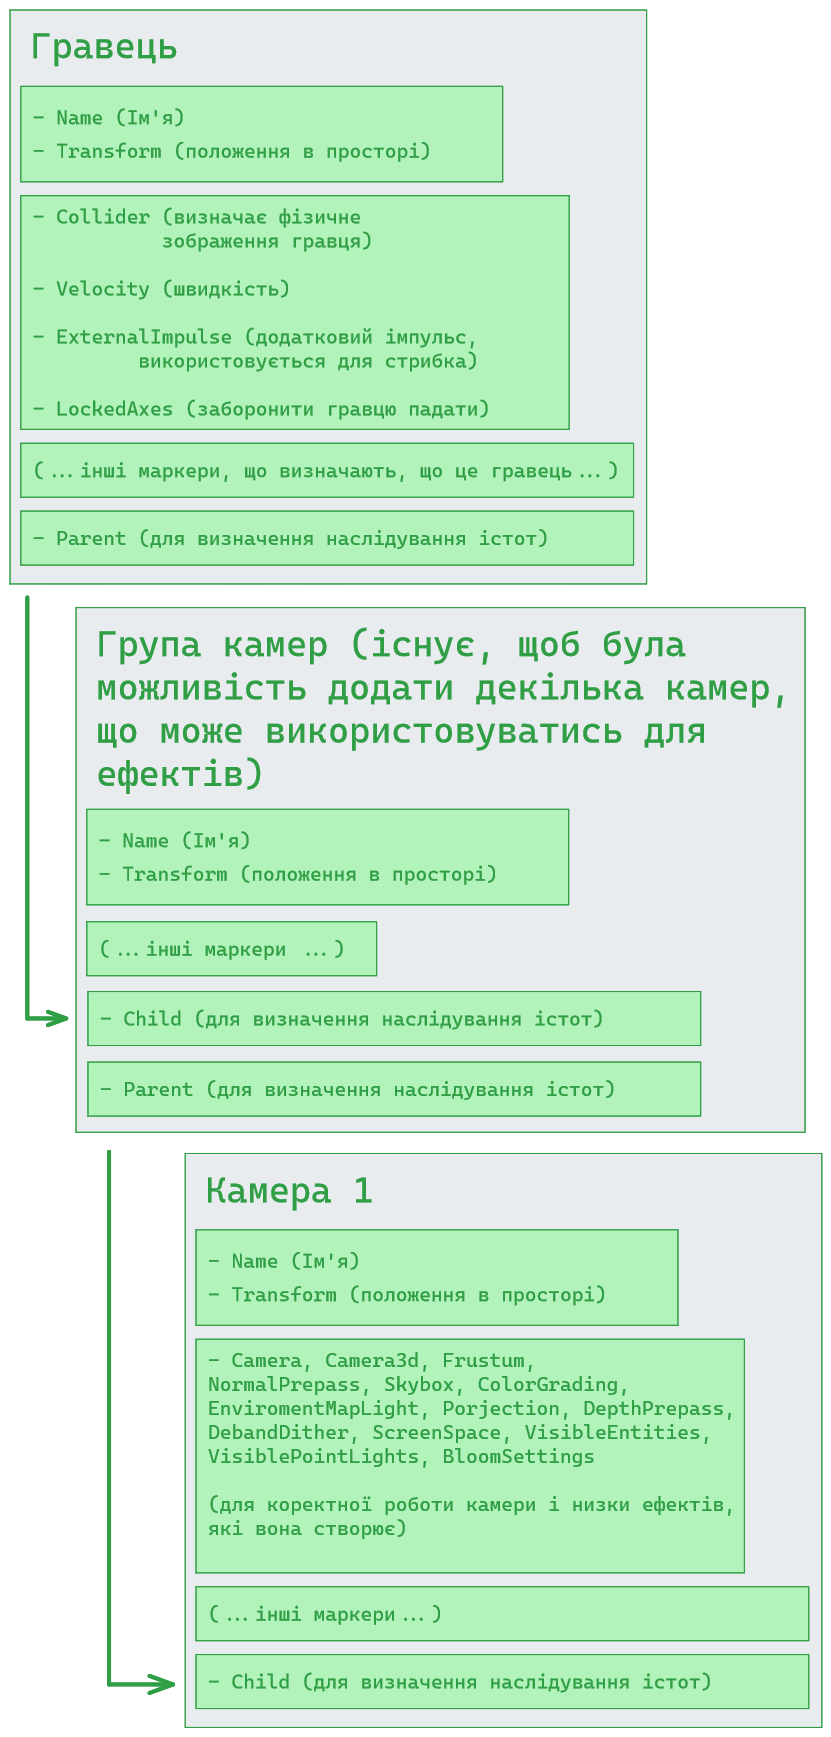 Гравець
- Name (Ім'я)
- Transform (положення в просторі)
- Collider (визначає фізичне
зображення гравця)
- Velocity (швидкість)
- ExternalImpulse (додатковий імпульс,
використовується для стрибка)
- LockedAxes (заборонити гравцю падати)
(...інші маркери, що визначають, що це гравець...)
- Parent (для визначення наслідування істот)
Група камер (існує, щоб була
можливість додати декілька камер,
що може використовуватись для
ефектів)
- Name (Ім'я)
- Transform (положення в просторі)
(...інші маркери ...)
- Child (для визначення наслідування істот)
- Parent (для визначення наслідування істот)
Камера 1
- Name (Ім'я)
- Transform (положення в просторі)
- Camera, Camera3d, Frustum,
NormalPrepass, Skybox, ColorGrading,
EnviromentMapLight, Porjection, DepthPrepass,
DebandDither, ScreenSpace, VisibleEntities,
VisiblePointLights, BloomSettings
(для коректної роботи камери і низки ефектів,
які вона створює)
(...інші маркери...)
- Child (для визначення наслідування істот)